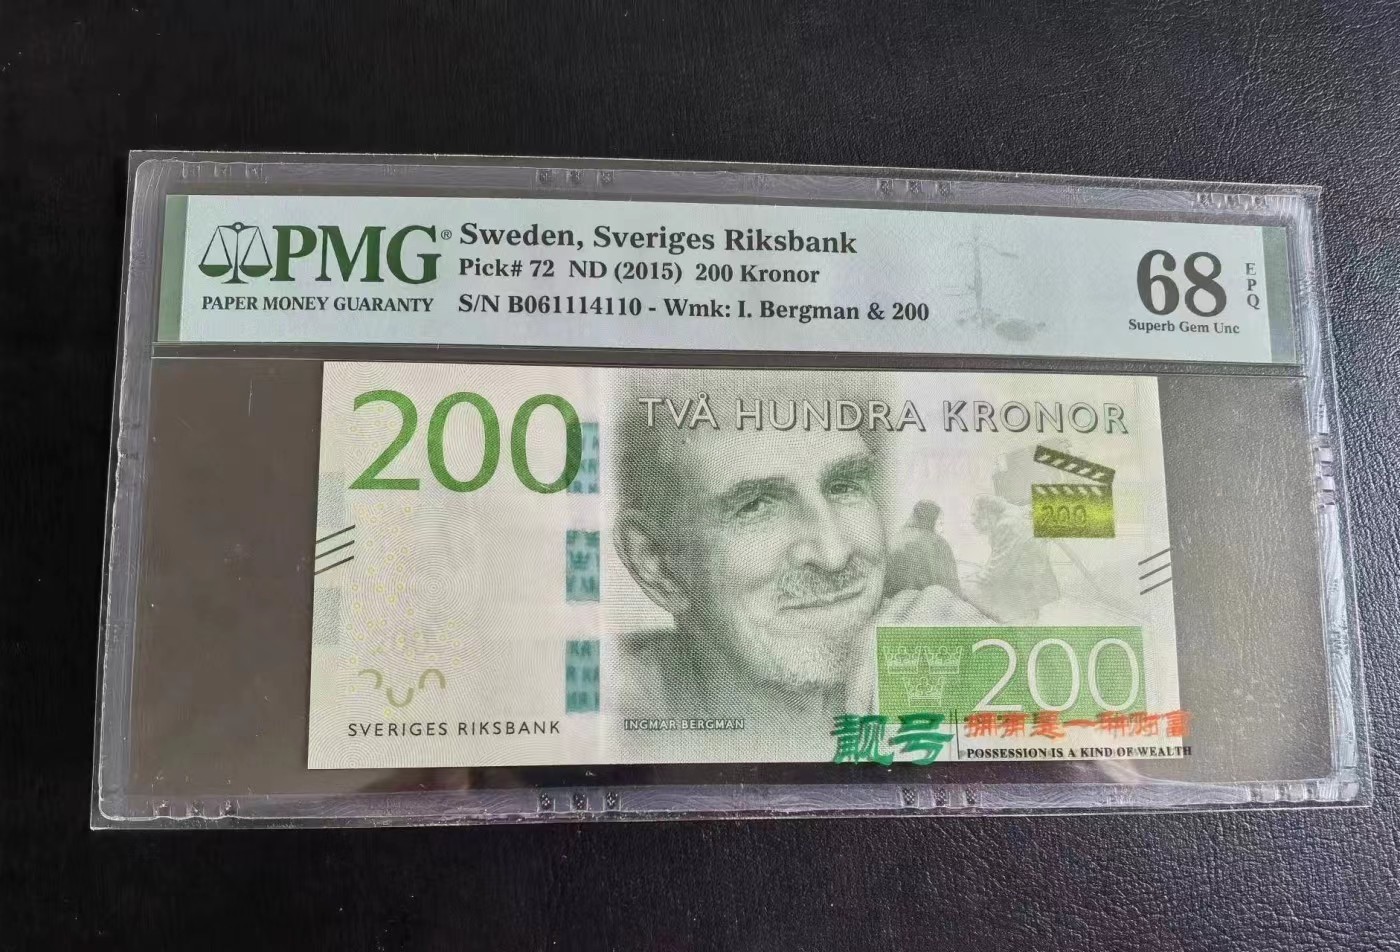 PMG®
PAPER MONEY GUARANTY
Sweden, Sveriges Riksbank
Pick# 72 ND (2015) 200 Kronor
S/N B061114110 - Wmk: I. Bergman & 200
68
EPQ
Superb Gem Unc
200
TVÅ HUNDRA KRONOR
200
200
SVERIGES RIKSBANK
INGMAR BERGMAN
靓号
拥有是一种财富
POSSESSION IS A KIND OF WEALTH